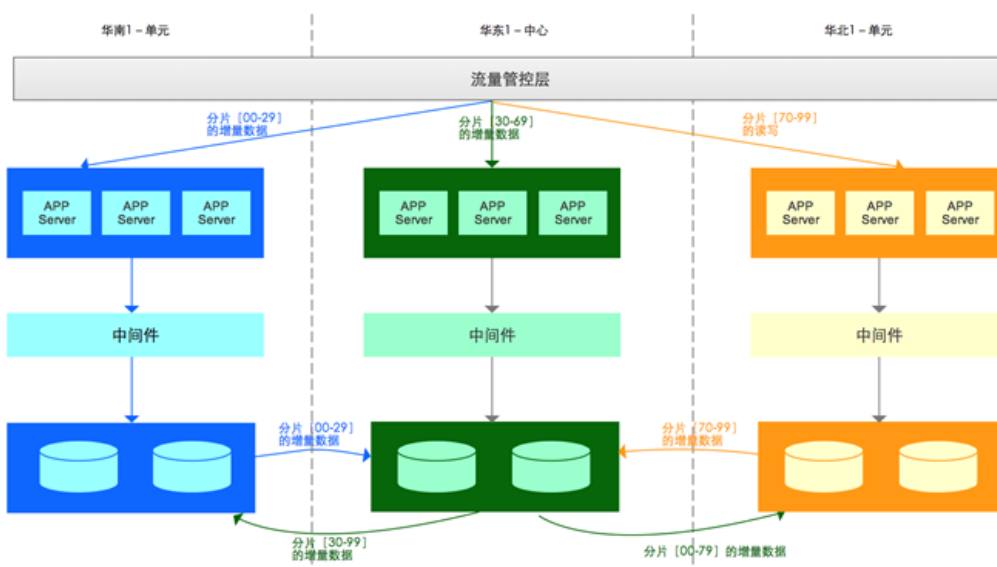 华南1 – 单元
华东1 – 中心
华北1 – 单元
流量管控层
分片 [00-29]
的增量数据
分片 [30-69]
的增量数据
分片 [70-99]
的读写
APP
Server
APP
Server
APP
Server
APP
Server
APP
Server
APP
Server
APP
Server
APP
Server
APP
Server
中间件
中间件
中间件
分片 [00-29]
的增量数据
分片 [70-99]
的增量数据
分片 [30-99]
的增量数据
分片 [00-79] 的增量数据